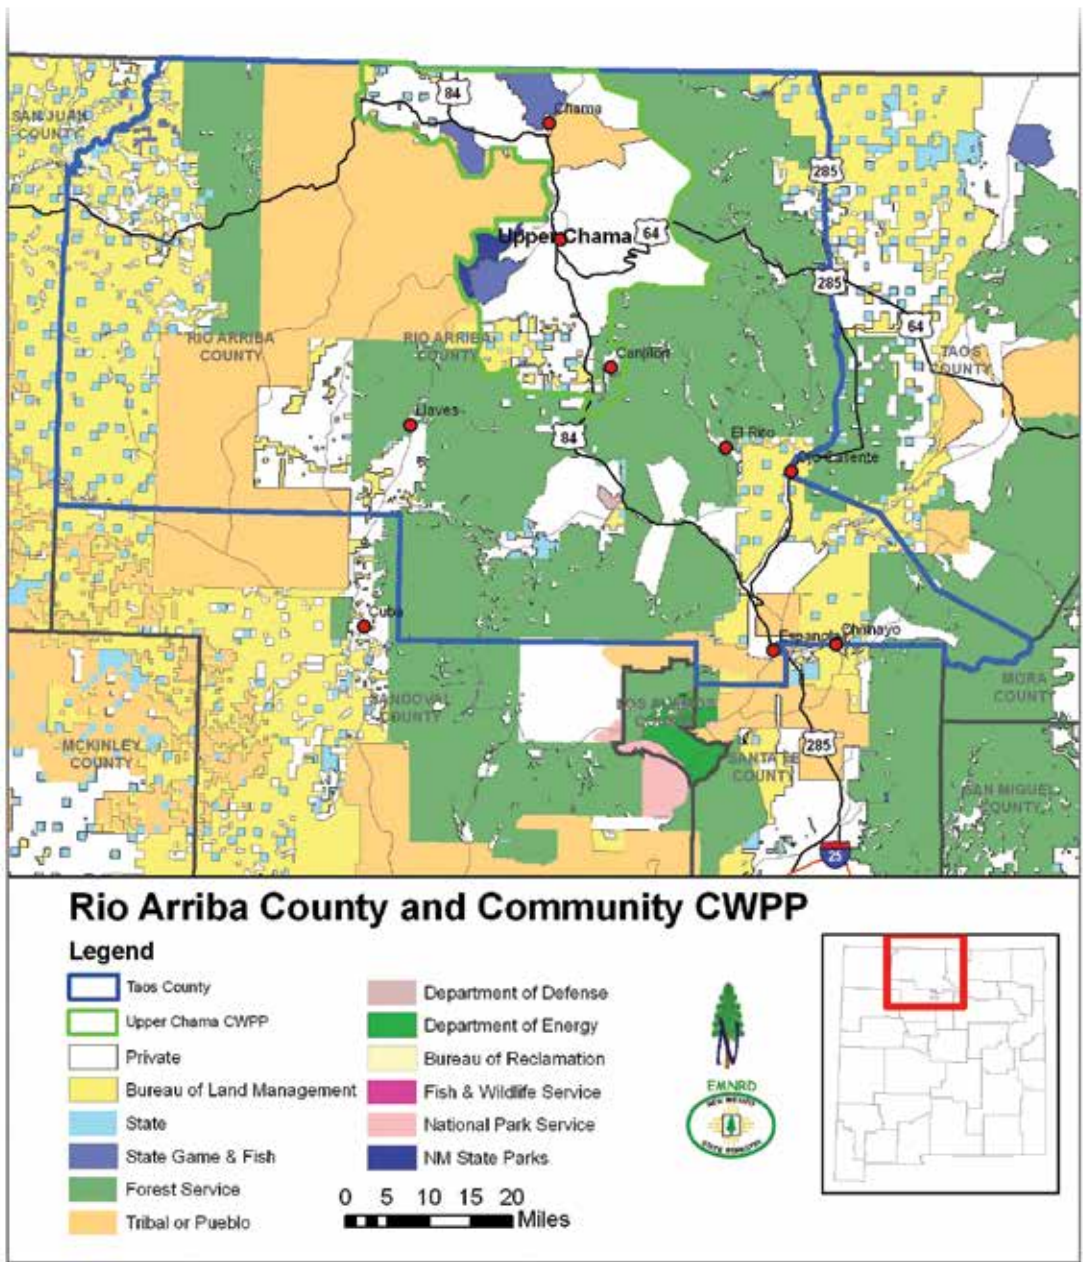 84
Chama
SAN JUAN
COUNTY
285
Upper Chama
64
285
64
RIO ARRIBA
COUNTY
RIO ARRIBA
COUNTY
TAOS
COUNTY
Canjilon
Llaves
84
El Rito
Ojo Caliente
Cuba
Espanola
Chimayo
SANDOVAL
COUNTY
LOS ALAMOS
MORA
COUNTY
MCKINLEY
COUNTY
285
SANTA FE
COUNTY
SAN MIGUEL
COUNTY
25
Rio Arriba County and Community CWPP
Legend
Taos County
Upper Chama CWPP
Private
Bureau of Land Management
State
State Game & Fish
Forest Service
Tribal or Pueblo
Department of Defense
Department of Energy
Bureau of Reclamation
Fish & Wildlife Service
National Park Service
NM State Parks
0 5 10 15 20
Miles
EMNRD
NEW MEXICO
STATE FORESTRY